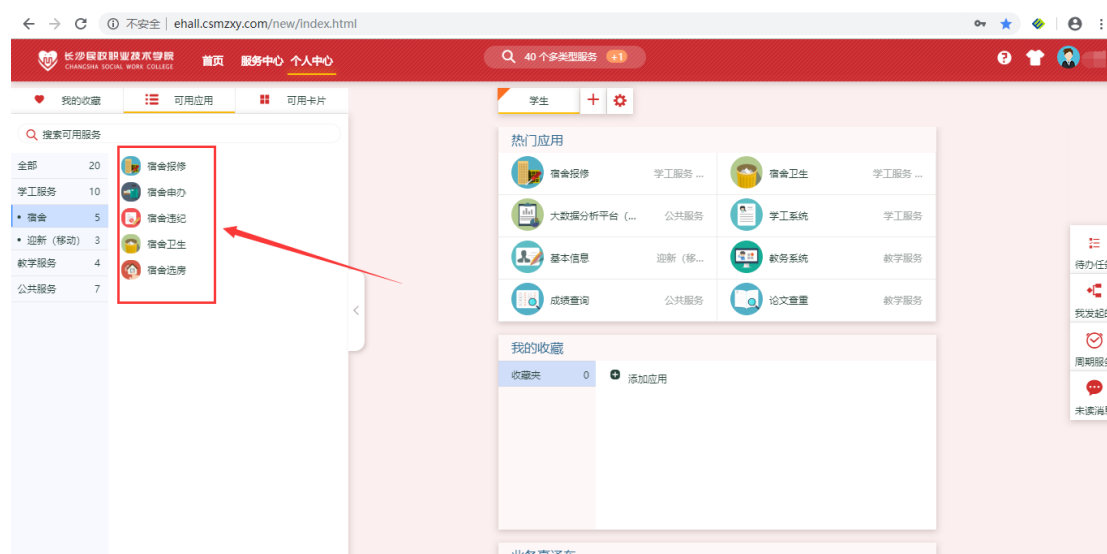 不安全 | ehall.csmzxy.com/new/index.html
长沙民政职业技术学院
CHANGSHA SOCIAL WORK COLLEGE
首页 服务中心 个人中心
40 个多类型服务 +1
我的收藏 可用应用 可用卡片
搜索可用服务
全部 20
学工服务 10
• 宿舍 5
• 迎新（移动） 3
教学服务 4
公共服务 7
宿舍报修
宿舍申办
宿舍违纪
宿舍卫生
宿舍选房
学生
热门应用
宿舍报修 学工服务 ...
宿舍卫生 学工服务 ...
大数据分析平台（... 公共服务
学工系统 学工服务
基本信息 迎新（移...
教务系统 教学服务
成绩查询 公共服务
论文查重 教学服务
我的收藏
收藏夹 0
添加应用
待办任
我发起
周期服
未读消